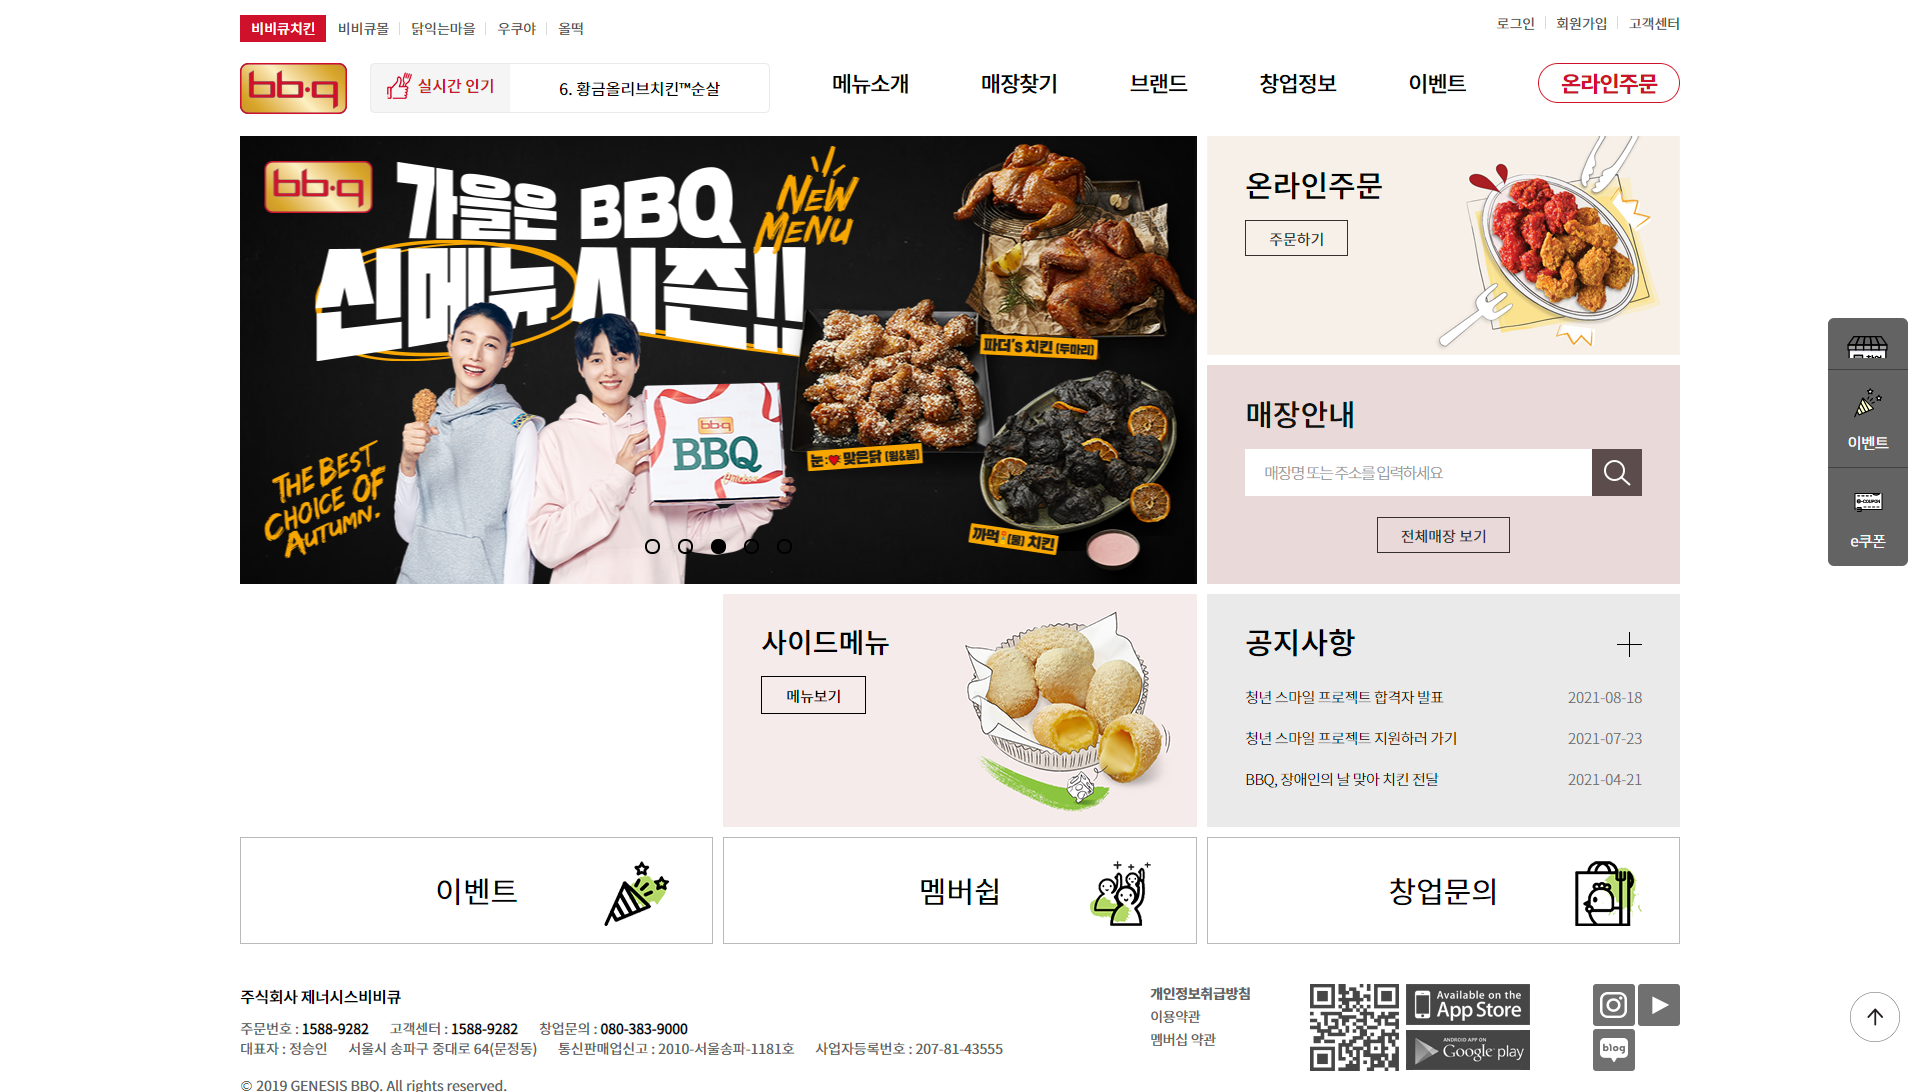 비비큐치킨 비비큐몰 닭익는마을 우쿠야 올떡
로그인 회원가입 고객센터
bb.q
실시간 인기
6. 황금올리브치킨™순살
메뉴소개 매장찾기 브랜드 창업정보 이벤트 온라인주문
bb.q
가을은 BBQ
신메뉴 시즌!!
NEW
MENU
파더's 치킨 (두마리)
눈:♥ 맞은닭 (윙&봉)
까먹:(물) 치킨
THE BEST
CHOICE OF
AUTUMN.
bb.q
BBQ
CHICKEN
온라인주문
주문하기
매장안내
매장명 또는 주소를 입력하세요
전체매장 보기
창업
이벤트
e-COUPON
e쿠폰
사이드메뉴
메뉴보기
공지사항
청년 스마일 프로젝트 합격자 발표 2021-08-18
청년 스마일 프로젝트 지원하러 가기 2021-07-23
BBQ, 장애인의 날 맞아 치킨 전달 2021-04-21
이벤트
멤버쉽
창업문의
주식회사 제너시스비비큐
주문번호 : 1588-9282 고객센터 : 1588-9282 창업문의 : 080-383-9000
대표자 : 정승인 서울시 송파구 중대로 64(문정동) 통신판매업신고 : 2010-서울송파-1181호 사업자등록번호 : 207-81-43555
© 2019 GENESIS BBQ. All rights reserved.
개인정보취급방침
이용약관
멤버십 약관
Available on the
App Store
ANDROID APP ON
Google play
blog